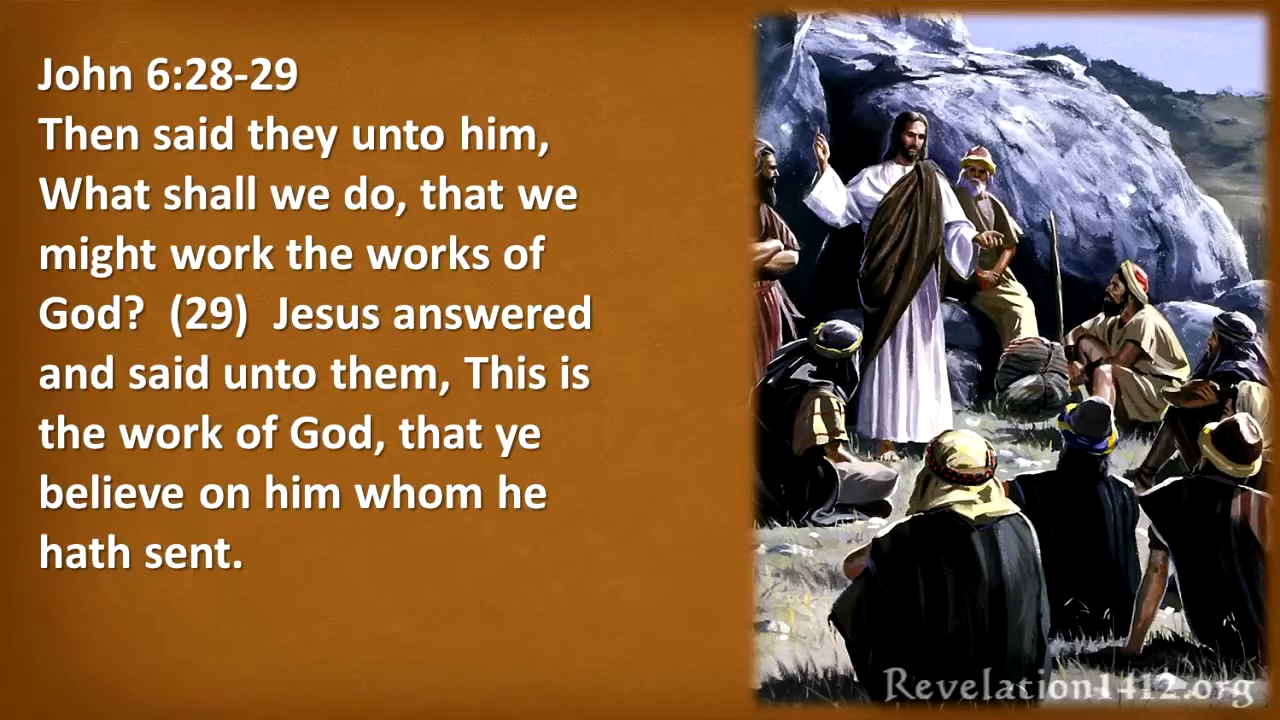 John 6:28-29
Then said they unto him,
What shall we do, that we
might work the works of
God?  (29)  Jesus answered
and said unto them, This is
the work of God, that ye
believe on him whom he
hath sent.
Revelation1412.org